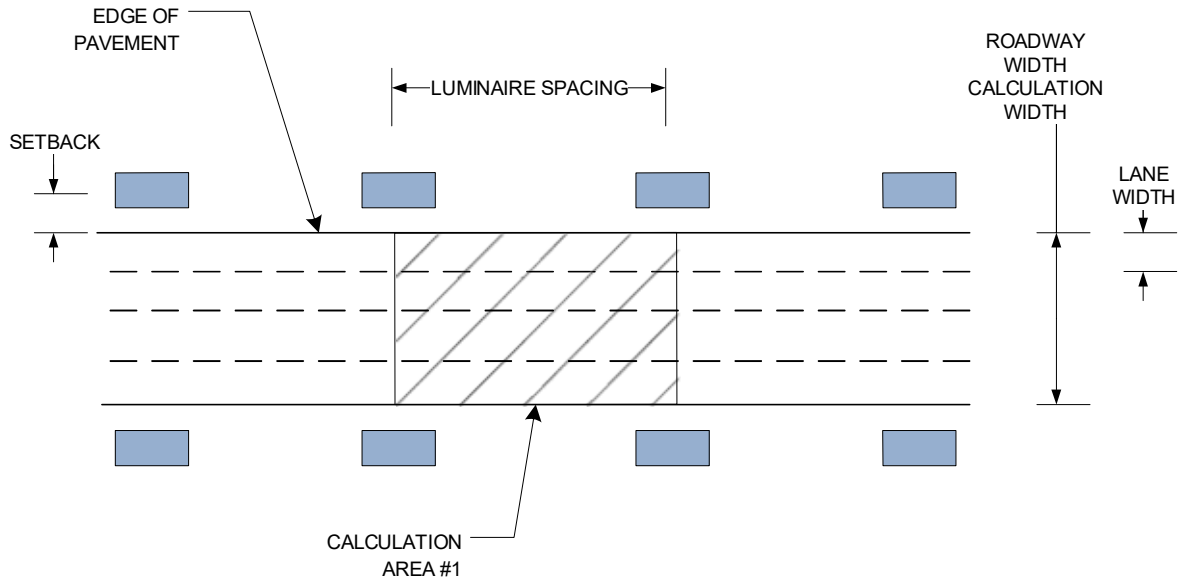 EDGE OF
PAVEMENT
LUMINAIRE SPACING
ROADWAY
WIDTH
CALCULATION
WIDTH
SETBACK
LANE
WIDTH
CALCULATION
AREA #1